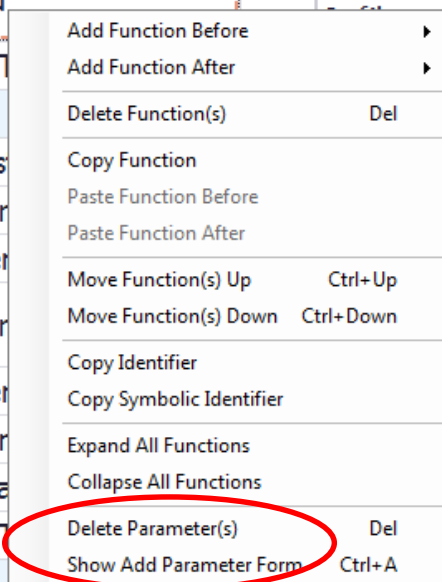 Add Function Before
Add Function After
Delete Function(s) Del
Copy Function
Paste Function Before
Paste Function After
Move Function(s) Up Ctrl+Up
Move Function(s) Down Ctrl+Down
Copy Identifier
Copy Symbolic Identifier
Expand All Functions
Collapse All Functions
Delete Parameter(s) Del
Show Add Parameter Form Ctrl+A